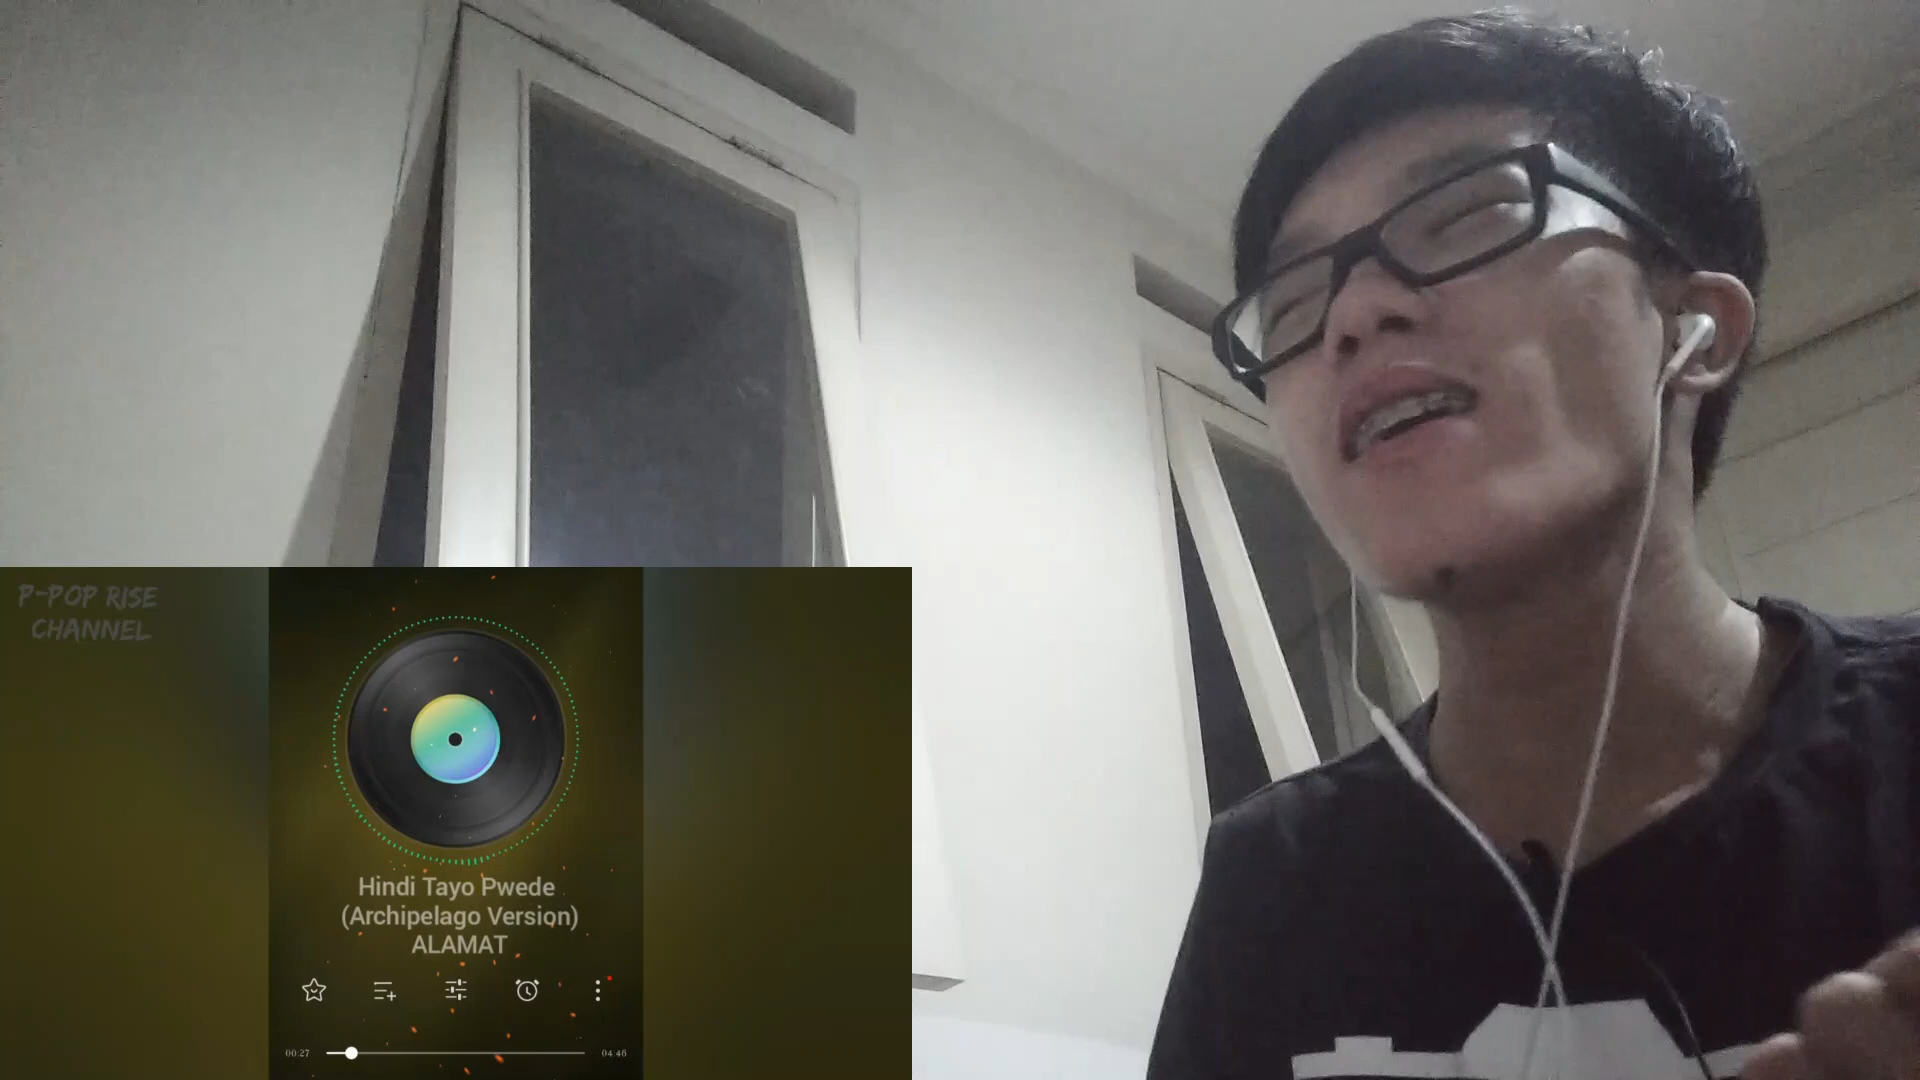 P-POP RISE
CHANNEL
Hindi Tayo Pwede
(Archipelago Version)
ALAMAT
00:27
04:46